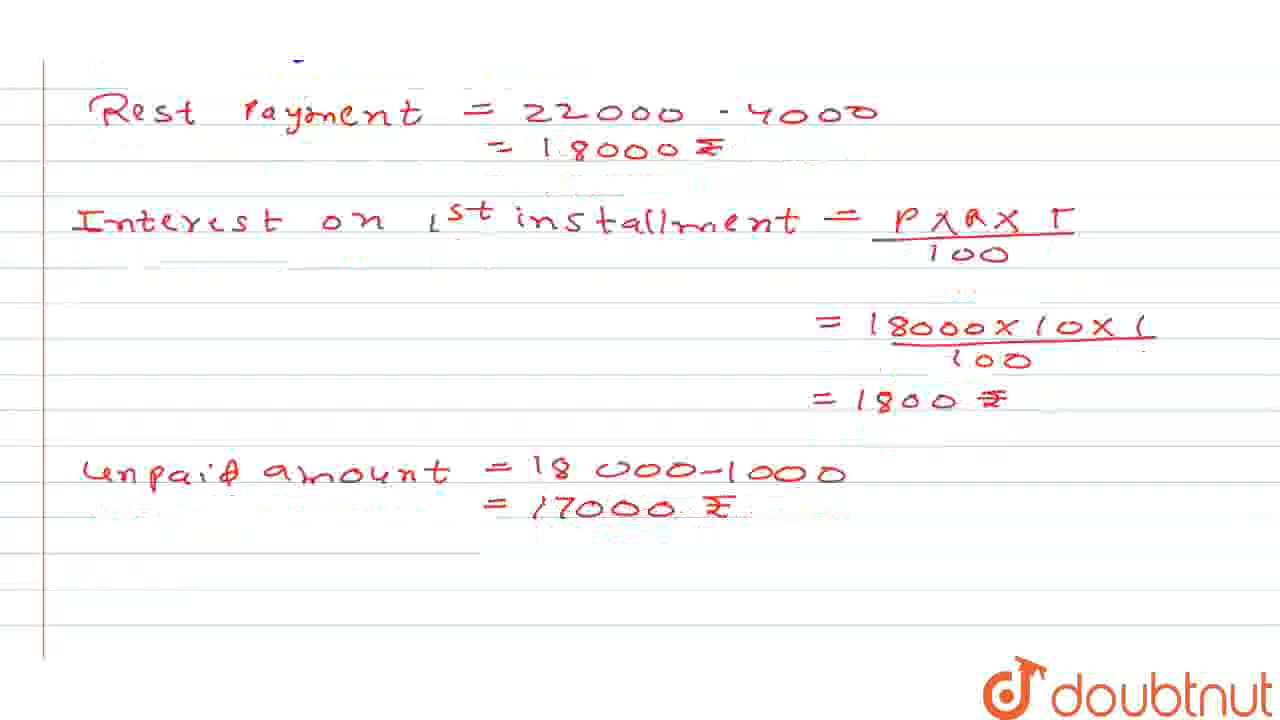 Rest Payment = 22000 - 4000
= 18000 ₹
Interest on 1st installment = P × R × T
100
= 18000 × 10 × 1
100
= 1800 ₹
unpaid amount = 18 000 - 1000
= 17000 ₹
doubtnut